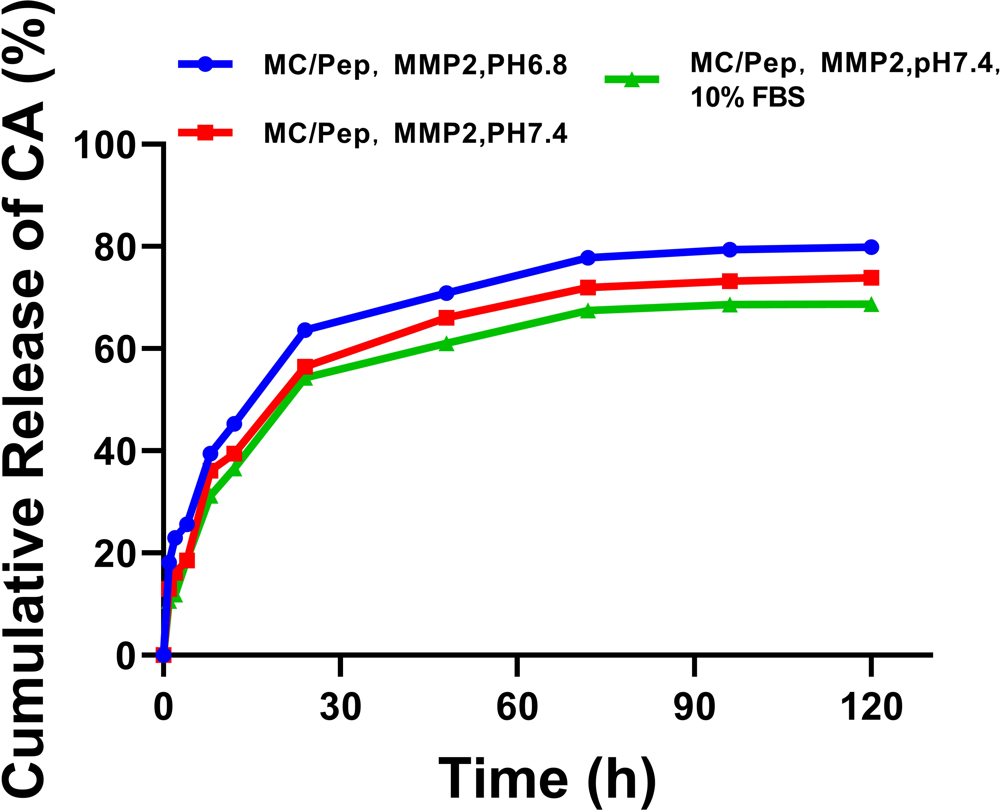 Cumulative Release of CA (%)
MC/Pep, MMP2,PH6.8
MC/Pep, MMP2,PH7.4
MC/Pep, MMP2,pH7.4,
10% FBS
100
80
60
40
20
0
0 30 60 90 120
Time (h)